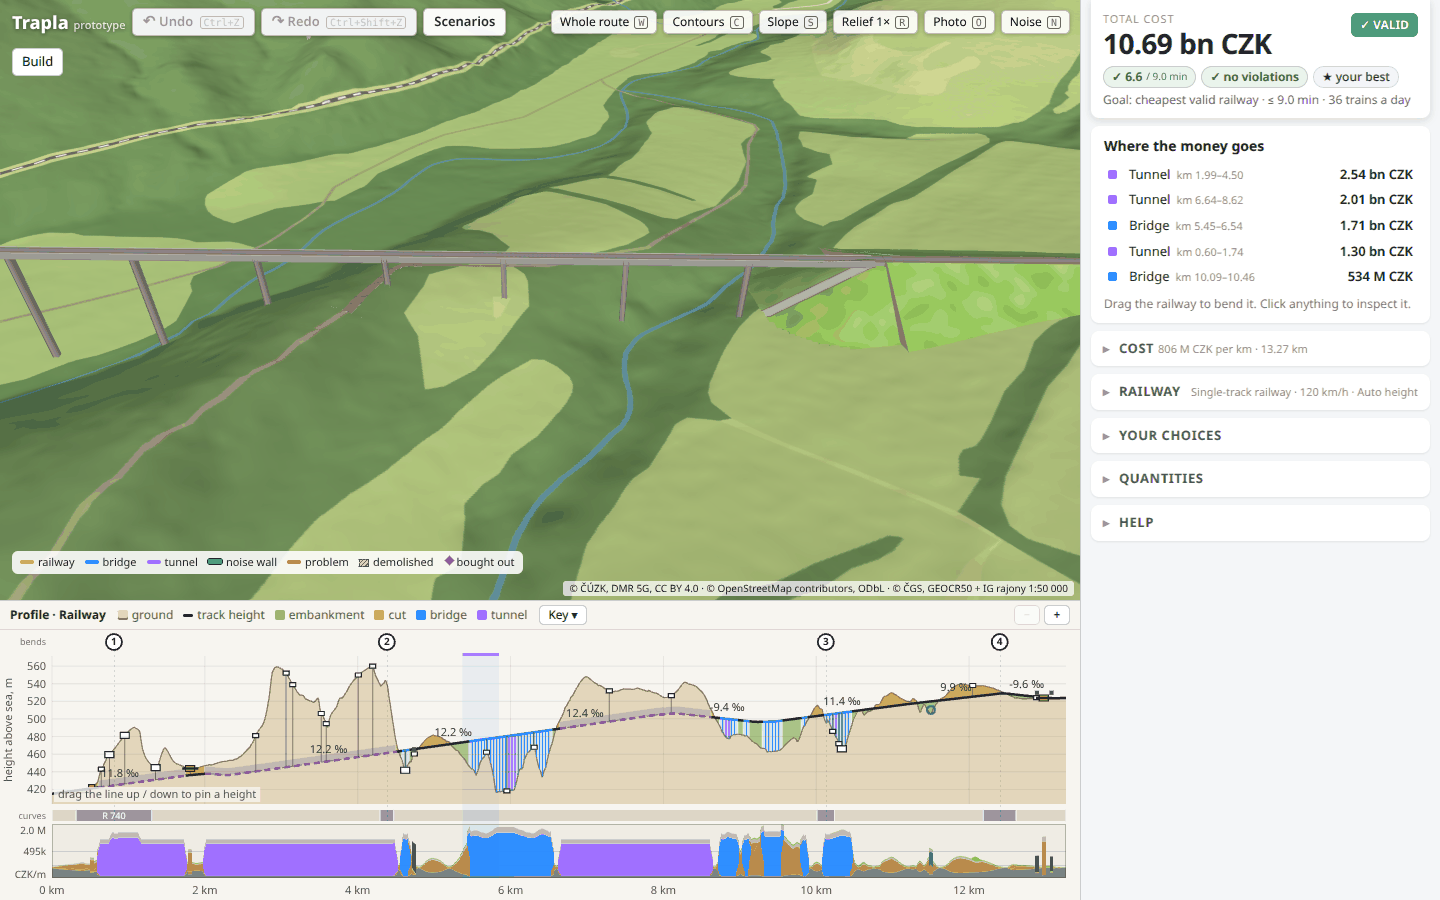 Trapla prototype
↶ Undo Ctrl+Z
↷ Redo Ctrl+Shift+Z
Scenarios
Whole route W
Contours C
Slope S
Relief 1× R
Photo O
Noise N
Build
railway
bridge
tunnel
noise wall
problem
demolished
bought out
© ČÚZK, DMR 5G, CC BY 4.0 · © OpenStreetMap contributors, ODbL · © ČGS, GEOCR50 + IG rajony 1:50 000
TOTAL COST
✓ VALID
10.69 bn CZK
✓ 6.6 / 9.0 min
✓ no violations
★ your best
Goal: cheapest valid railway · ≤ 9.0 min · 36 trains a day
Where the money goes
Tunnel km 1.99–4.50 2.54 bn CZK
Tunnel km 6.64–8.62 2.01 bn CZK
Bridge km 5.45–6.54 1.71 bn CZK
Tunnel km 0.60–1.74 1.30 bn CZK
Bridge km 10.09–10.46 534 M CZK
Drag the railway to bend it. Click anything to inspect it.
▸ COST 806 M CZK per km · 13.27 km
▸ RAILWAY Single-track railway · 120 km/h · Auto height
▸ YOUR CHOICES
▸ QUANTITIES
▸ HELP
Profile · Railway
ground
track height
embankment
cut
bridge
tunnel
Key ▾
−
+
bends
1
2
3
4
height above sea, m
560
540
520
500
480
460
440
420
11.8 ‰
12.2 ‰
12.2 ‰
12.4 ‰
-9.4 ‰
11.4 ‰
9.9 ‰
-9.6 ‰
drag the line up / down to pin a height
curves
R 740
2.0 M
495k
CZK/m
0 km
2 km
4 km
6 km
8 km
10 km
12 km